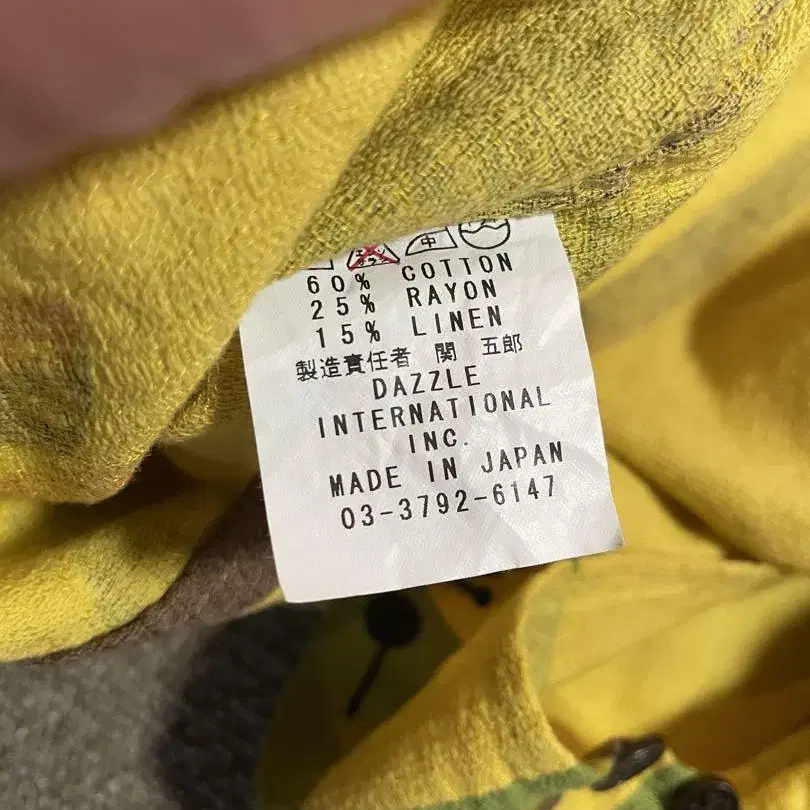 中
60% COTTON
25% RAYON
15% LINEN
製造責任者 関 五郎
DAZZLE
INTERNATIONAL
INC.
MADE IN JAPAN
03-3792-6147